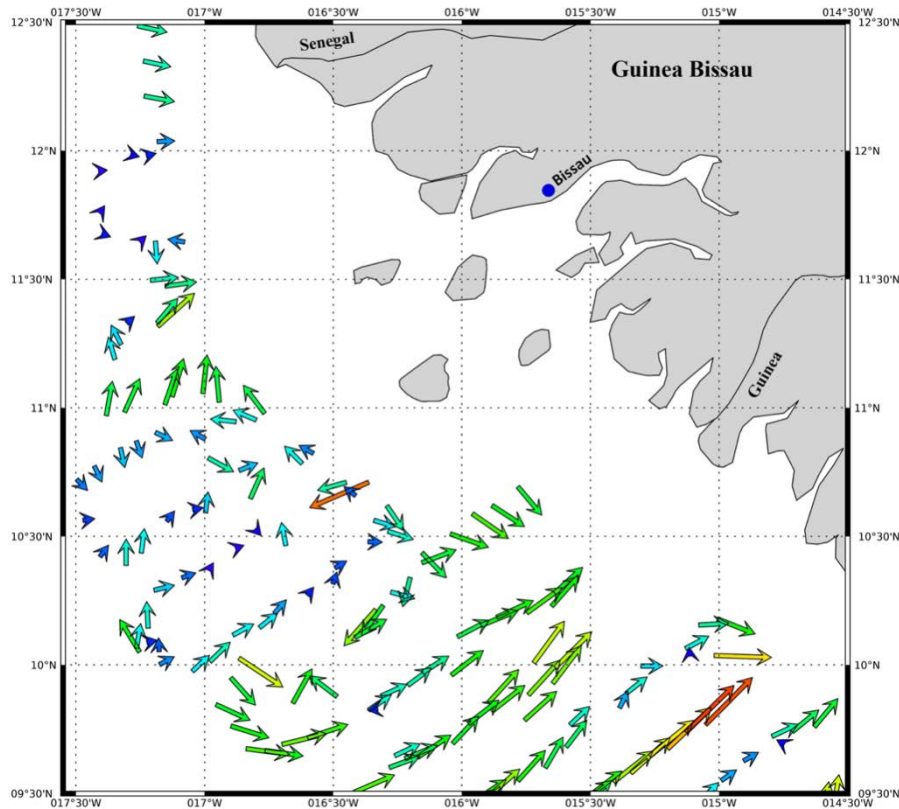 017°30'W 017°W 016°30'W 016°W 015°30'W 015°W 014°30'W
12°30'N 12°30'N
Senegal
Guinea Bissau
12°N 12°N
Bissau
11°30'N 11°30'N
Guinea
11°N 11°N
10°30'N 10°30'N
10°N 10°N
09°30'N 09°30'N
017°30'W 017°W 016°30'W 016°W 015°30'W 015°W 014°30'W